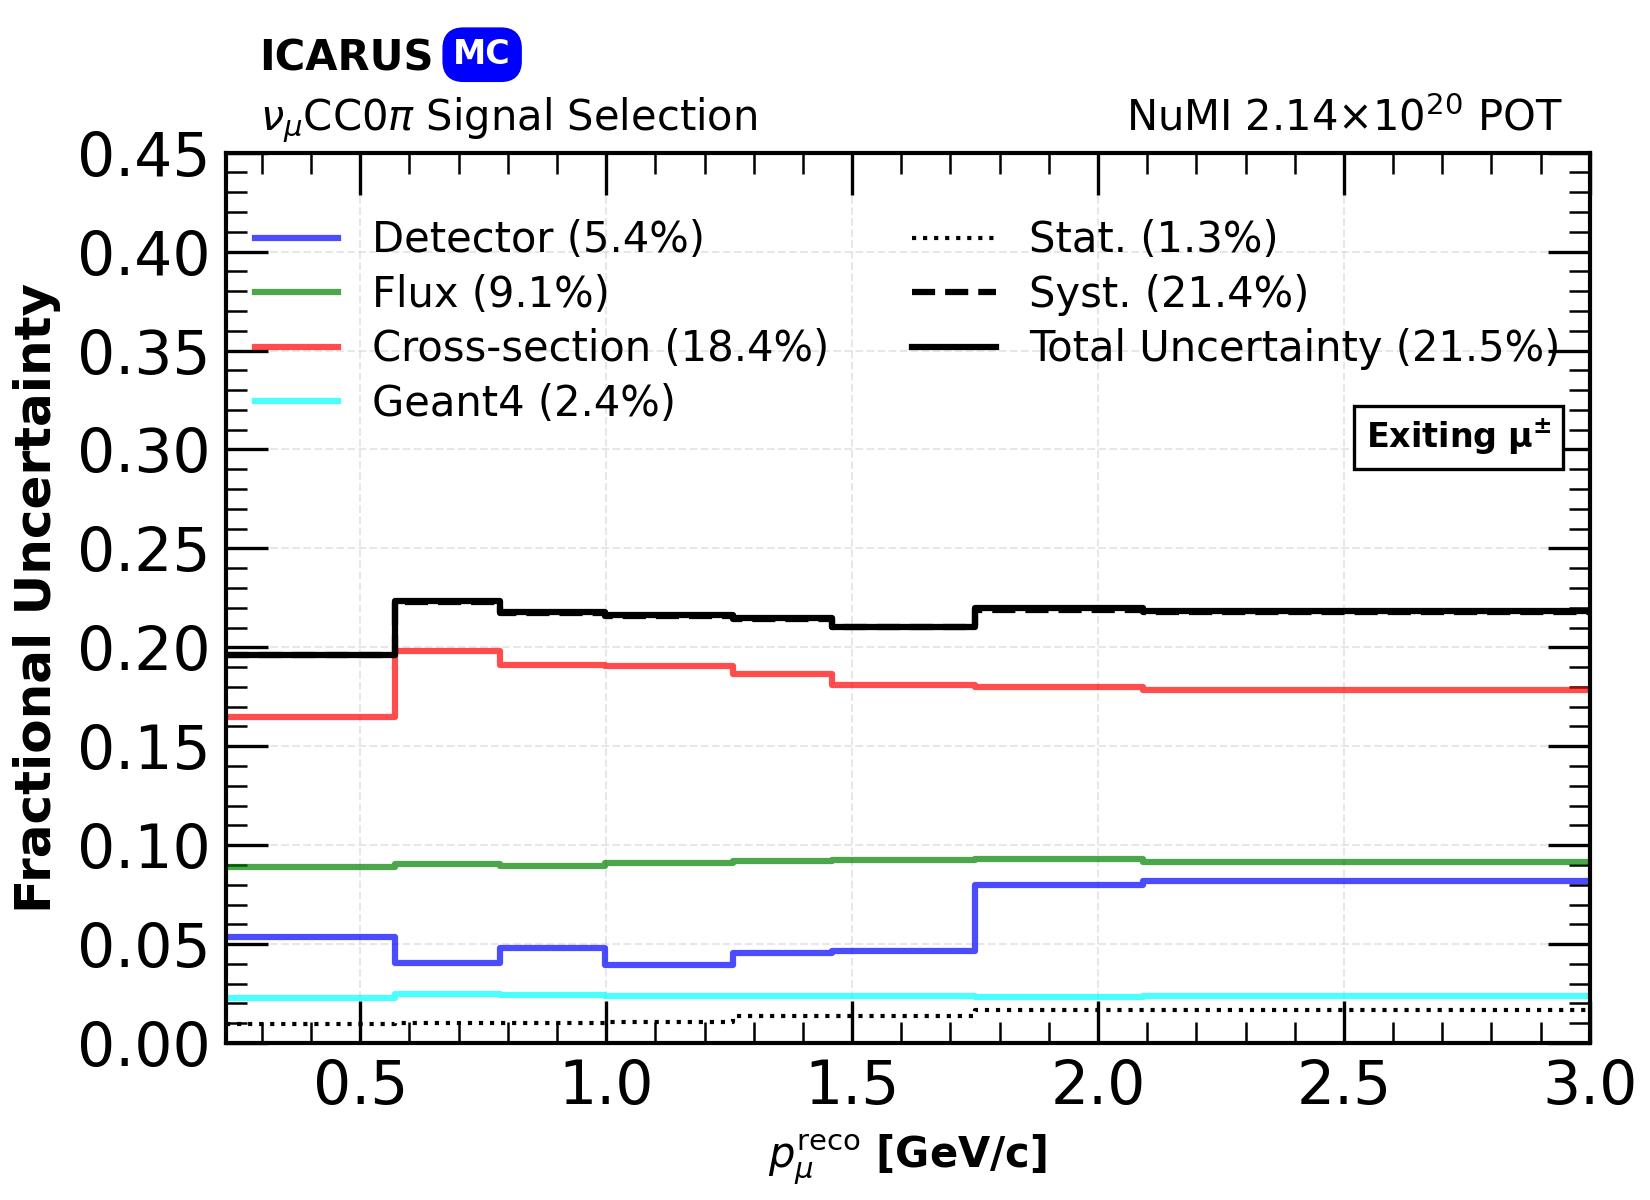 ICARUS MC
νμCC0π Signal Selection
NuMI 2.14×10²⁰ POT
0.45
0.40
0.35
0.30
0.25
0.20
0.15
0.10
0.05
0.00
Fractional Uncertainty
Detector (5.4%)
Flux (9.1%)
Cross-section (18.4%)
Geant4 (2.4%)
Stat. (1.3%)
Syst. (21.4%)
Total Uncertainty (21.5%)
Exiting μ±
0.5 1.0 1.5 2.0 2.5 3.0
pμreco [GeV/c]